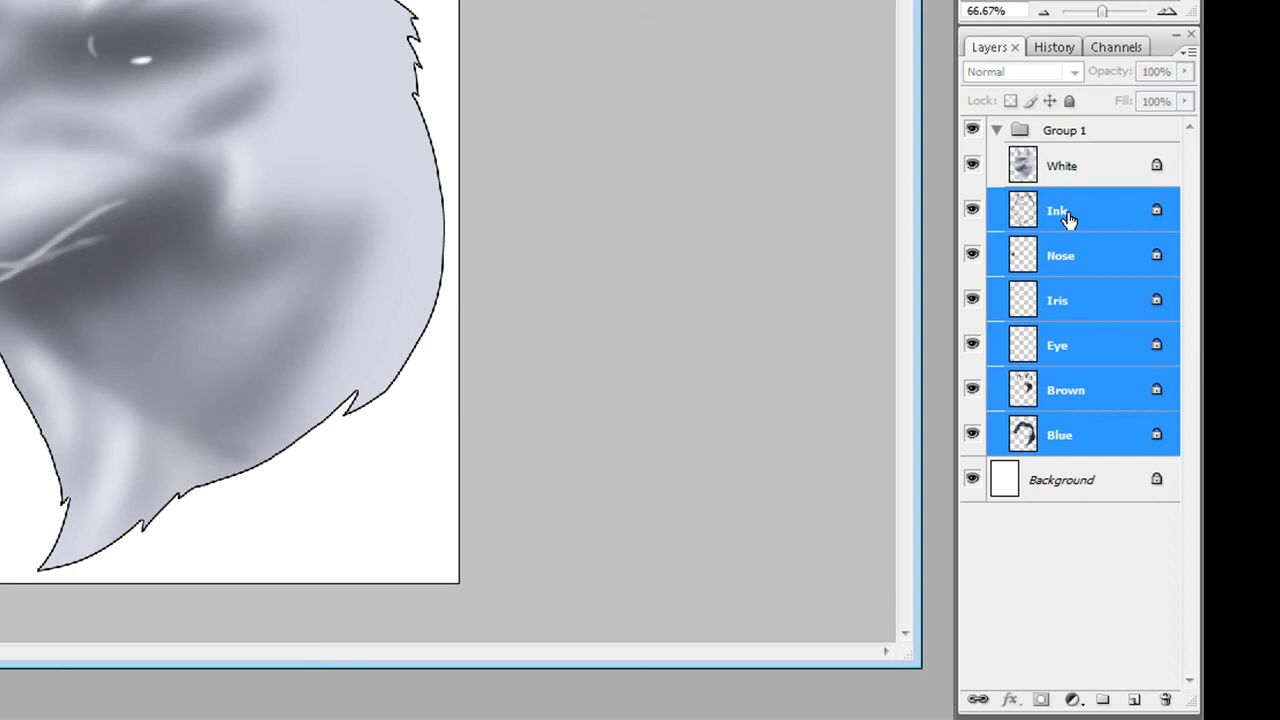 66.67%
Layers × History Channels
Normal Opacity: 100%
Lock: Fill: 100%
Group 1
White
Ink
Nose
Iris
Eye
Brown
Blue
Background
fx